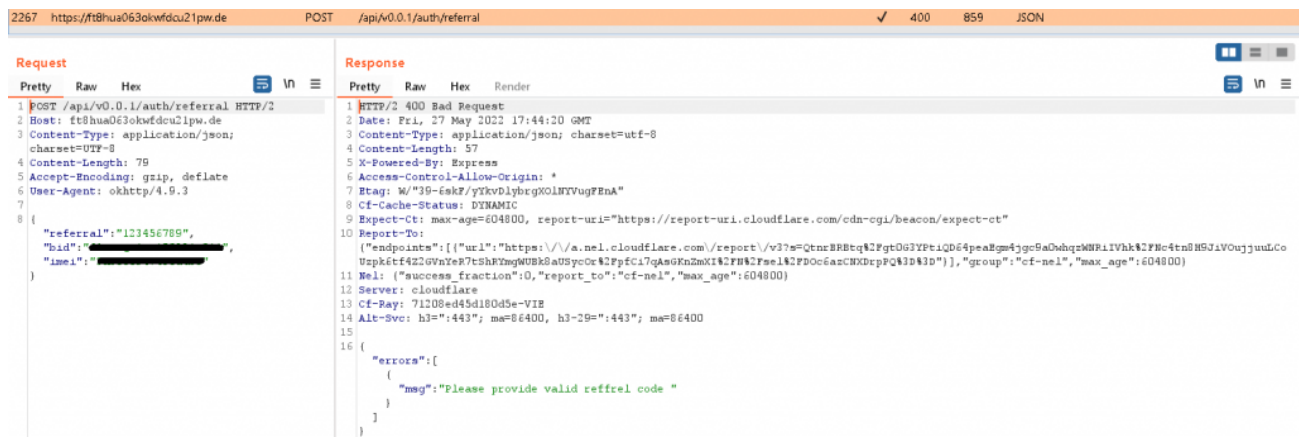 2267 https://ft8hua063okwfdcu21pw.de POST /api/v0.0.1/auth/referral ✓ 400 859 JSON
Request
Pretty Raw Hex \n
1 POST /api/v0.0.1/auth/referral HTTP/2
2 Host: ft8hua063okwfdcu21pw.de
3 Content-Type: application/json;
charset=UTF-8
4 Content-Length: 79
5 Accept-Encoding: gzip, deflate
6 User-Agent: okhttp/4.9.3
7
8 {
"referral":"123456789",
"bid":"
",
"imei":"
"
}
Response
Pretty Raw Hex Render \n
1 HTTP/2 400 Bad Request
2 Date: Fri, 27 May 2022 17:44:20 GMT
3 Content-Type: application/json; charset=utf-8
4 Content-Length: 57
5 X-Powered-By: Express
6 Access-Control-Allow-Origin: *
7 Etag: W/"39-6skF/yYkvDlybrgXOlNYVugFEnA"
8 Cf-Cache-Status: DYNAMIC
9 Expect-Ct: max-age=604800, report-uri="https://report-uri.cloudflare.com/cdn-cgi/beacon/expect-ct"
10 Report-To:
{"endpoints":[{"url":"https:\/\/a.nel.cloudflare.com\/report\/v3?s=
"}],"group":"cf-nel","max_age":604800}
11 Nel: {"success_fraction":0,"report_to":"cf-nel","max_age":604800}
12 Server: cloudflare
13 Cf-Ray: 71208ed45d180d5e-VIE
14 Alt-Svc: h3=":443"; ma=86400, h3-29=":443"; ma=86400
15
16 {
"errors":[
{
"msg":"Please provide valid reffrel code "
}
]
}